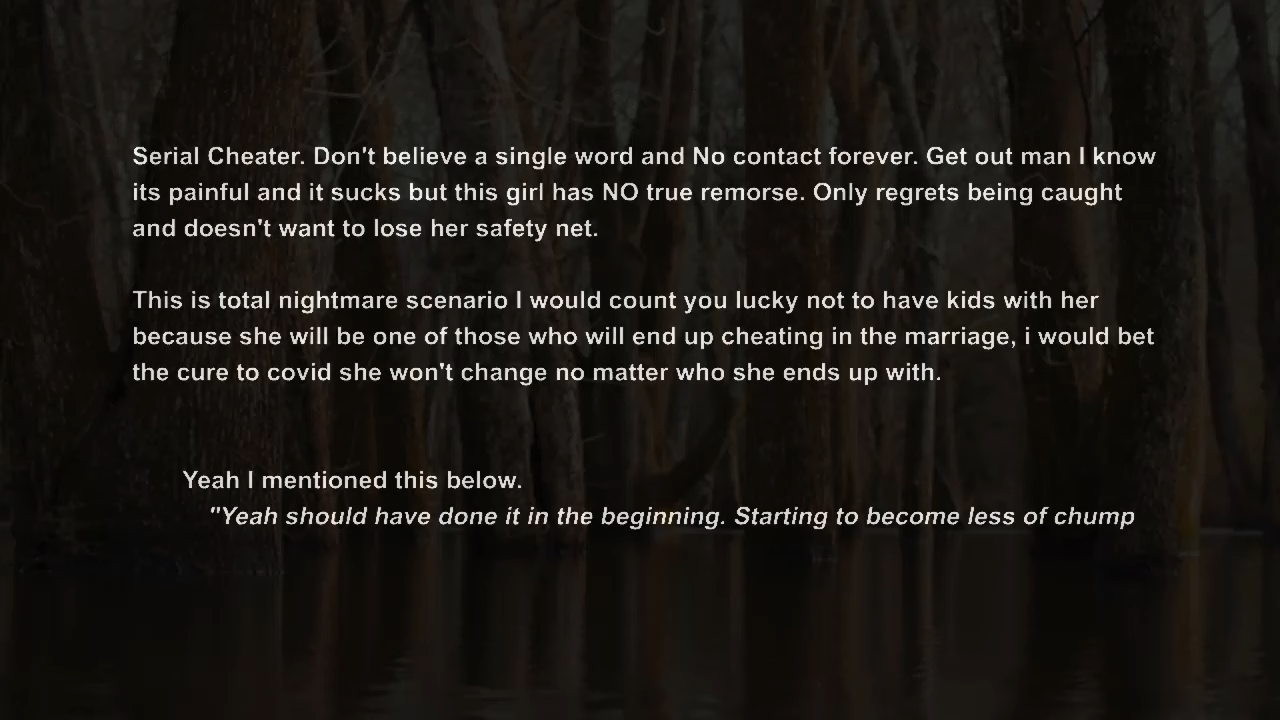 Serial Cheater. Don't believe a single word and No contact forever. Get out man I know
its painful and it sucks but this girl has NO true remorse. Only regrets being caught
and doesn't want to lose her safety net.
This is total nightmare scenario I would count you lucky not to have kids with her
because she will be one of those who will end up cheating in the marriage, i would bet
the cure to covid she won't change no matter who she ends up with.
Yeah I mentioned this below.
"Yeah should have done it in the beginning. Starting to become less of chump